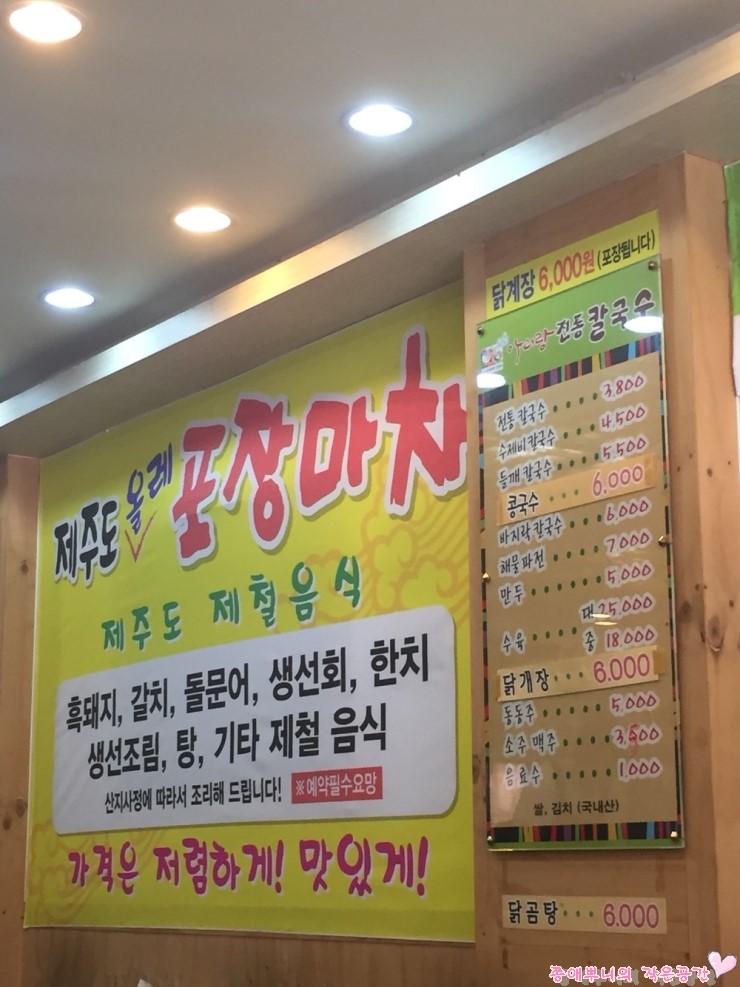 제주도 올레 포장마차
제주도 제철음식
흑돼지, 갈치, 돌문어, 생선회, 한치
생선조림, 탕, 기타 제철 음식
산지사정에 따라서 조리해 드립니다! ※예약필수요망
가격은 저렴하게! 맛있게!
닭계장 6,000원 (포장됩니다)
전통칼국수
전통칼국수 ···· 3,800
수제비칼국수 ··· 4,500
들깨칼국수 ···· 5,500
콩국수 ···· 6.000
바지락칼국수 ··· 6,000
해물파전 ···· 7,000
만두 ······ 5,000
대 25,000
수육 ··· 중 18,000
닭개장 ···· 6.000
동동주 ····· 5,000
소주맥주 ···· 3,500
음료수 ····· 1,000
쌀, 김치 (국내산)
닭곰탕 ··· 6.000
종애뿌니의 작은공간